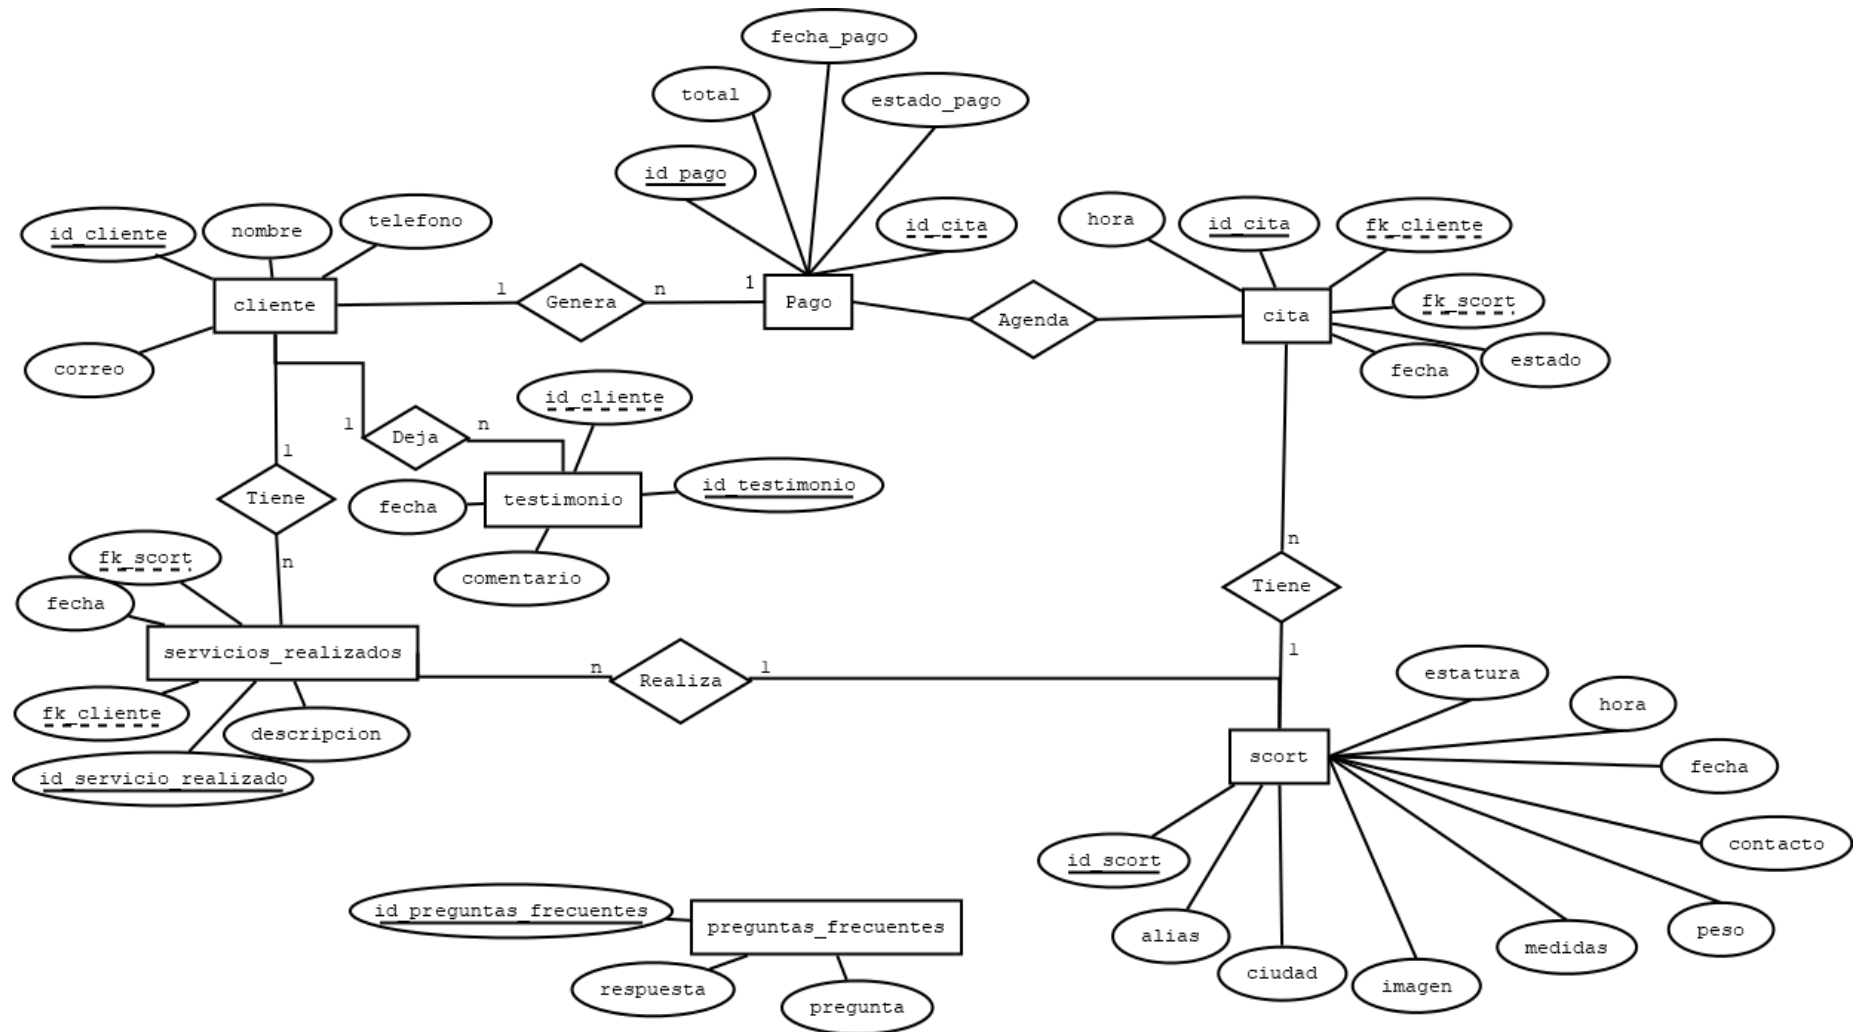 fecha_pago
total
estado_pago
id_pago
id_cita
hora
id_cita
fk_cliente
id_cliente
nombre
telefono
fk_scort
cliente
1
Genera
n
1
Pago
Agenda
cita
estado
correo
fecha
id_cliente
1
Deja
n
1
Tiene
fecha
testimonio
id_testimonio
n
n
fk_scort
comentario
Tiene
fecha
servicios_realizados
1
n
Realiza
1
estatura
hora
fk_cliente
descripcion
scort
fecha
id_servicio_realizado
contacto
id_scort
id_preguntas_frecuentes
preguntas_frecuentes
alias
peso
medidas
ciudad
imagen
respuesta
pregunta